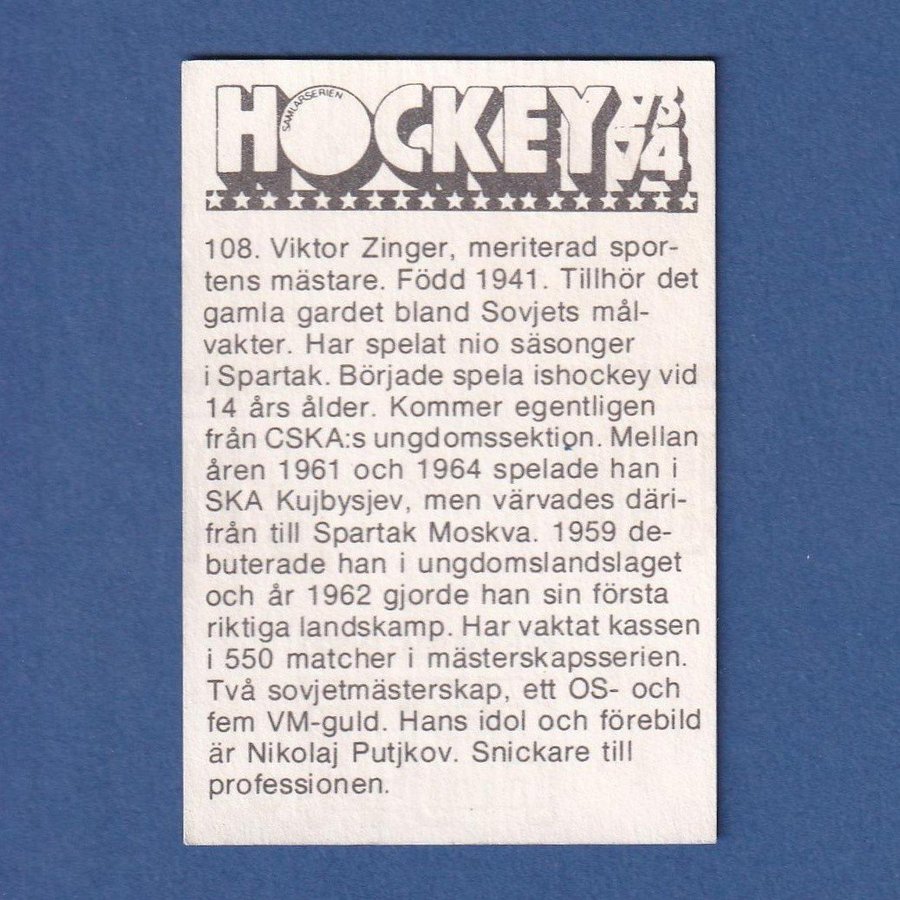 HOCKEY 73
SAMLARSERIEN 74
108. Viktor Zinger, meriterad spor-
tens mästare. Född 1941. Tillhör det
gamla gardet bland Sovjets mål-
vakter. Har spelat nio säsonger
i Spartak. Började spela ishockey vid
14 års ålder. Kommer egentligen
från CSKA:s ungdomssektion. Mellan
åren 1961 och 1964 spelade han i
SKA Kujbysjev, men värvades däri-
från till Spartak Moskva. 1959 de-
buterade han i ungdomslandslaget
och år 1962 gjorde han sin första
riktiga landskamp. Har vaktat kassen
i 550 matcher i mästerskapsserien.
Två sovjetmästerskap, ett OS- och
fem VM-guld. Hans idol och förebild
är Nikolaj Putjkov. Snickare till
professionen.